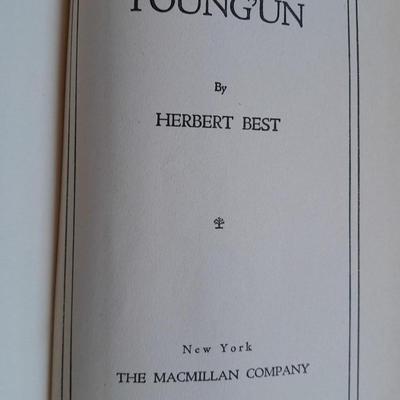 YOUNG'UN
By
HERBERT BEST
New York
THE MACMILLAN COMPANY